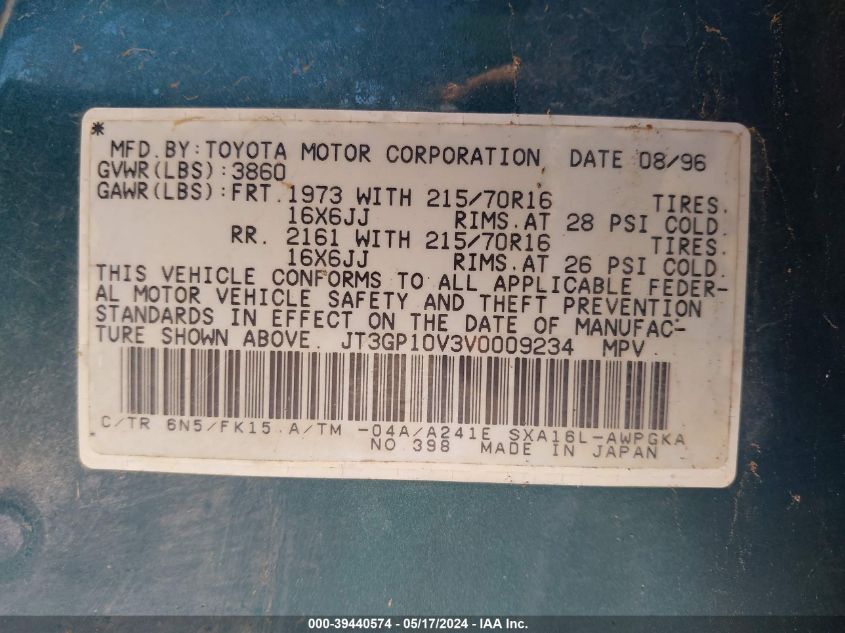 *
MFD.BY:TOYOTA MOTOR CORPORATION DATE 08/96
GVWR(LBS):3860
GAWR(LBS):FRT.1973 WITH 215/70R16 TIRES.
16X6JJ RIMS.AT 28 PSI COLD.
RR. 2161 WITH 215/70R16 TIRES.
16X6JJ RIMS.AT 26 PSI COLD.
THIS VEHICLE CONFORMS TO ALL APPLICABLE FEDER-
AL MOTOR VEHICLE SAFETY AND THEFT PREVENTION
STANDARDS IN EFFECT ON THE DATE OF MANUFAC-
TURE SHOWN ABOVE. JT3GP10V3V0009234 MPV
C/TR 6N5/FK15 A/TM -04A/A241E SXA16L-AWPGKA
NO.398 MADE IN JAPAN
000-39440574 - 05/17/2024 - IAA Inc.